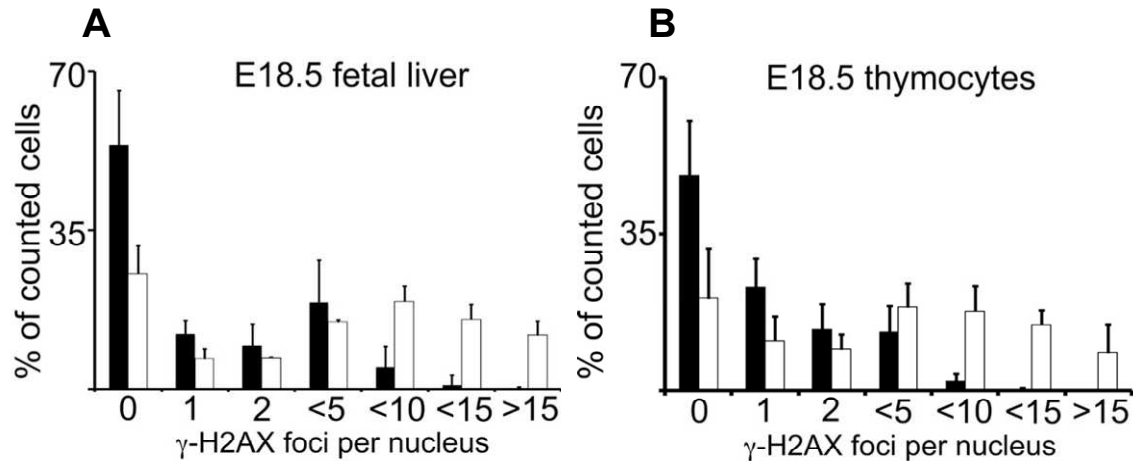 A
E18.5 fetal liver
70
35
% of counted cells
0 1 2 <5 <10 <15 >15
γ-H2AX foci per nucleus
B
E18.5 thymocytes
70
35
% of counted cells
0 1 2 <5 <10 <15 >15
γ-H2AX foci per nucleus